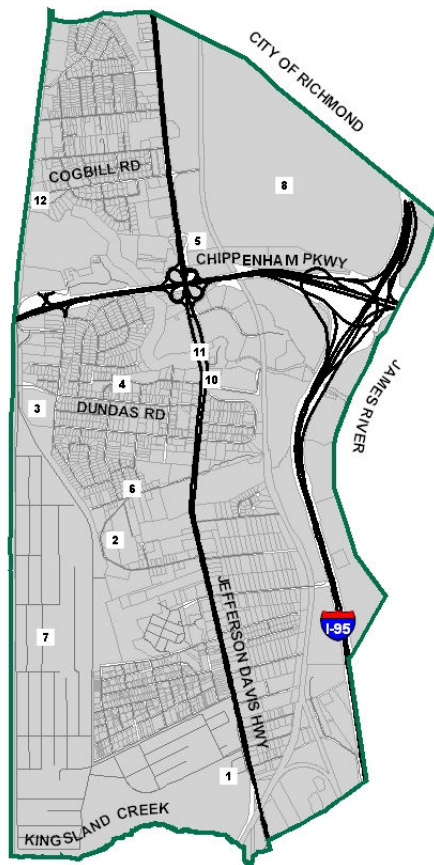 CITY OF RICHMOND
COGBILL RD
8
12
5
CHIPPENHAM PKWY
11
4
10
3
DUNDAS RD
JAMES RIVER
6
2
I-95
7
JEFFERSON DAVIS HWY
1
KINGSLAND CREEK